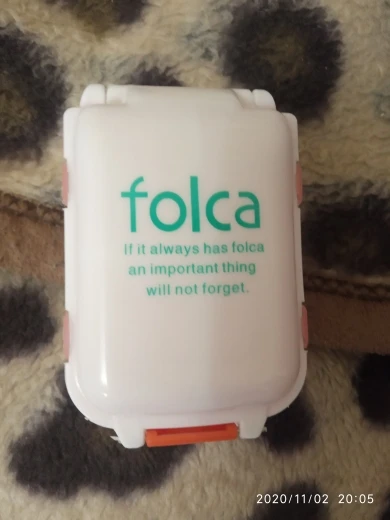 folca
If it always has folca
an important thing
will not forget.
2020/11/02 20:05